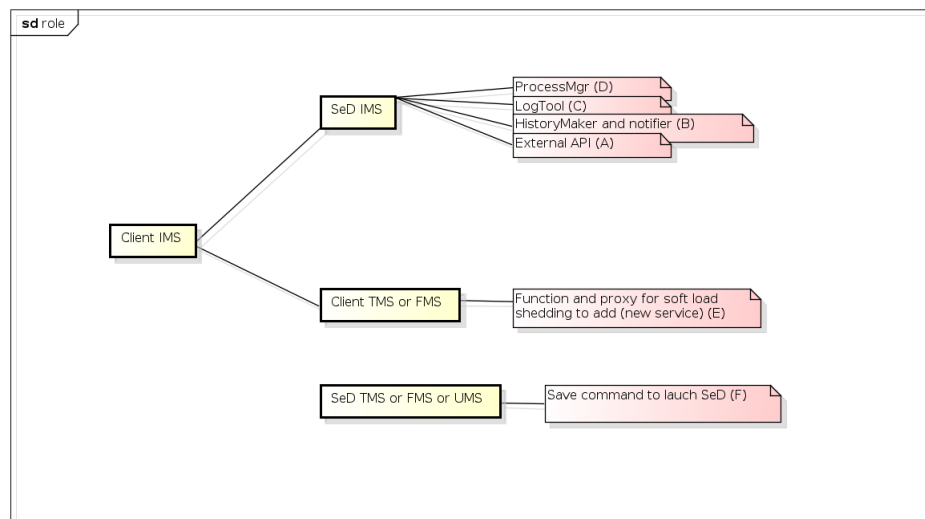 sd role
ProcessMgr (D)
SeD IMS
LogTool (C)
HistoryMaker and notifier (B)
External API (A)
Client IMS
Client TMS or FMS
Function and proxy for soft load
shedding to add (new service) (E)
SeD TMS or FMS or UMS
Save command to lauch SeD (F)